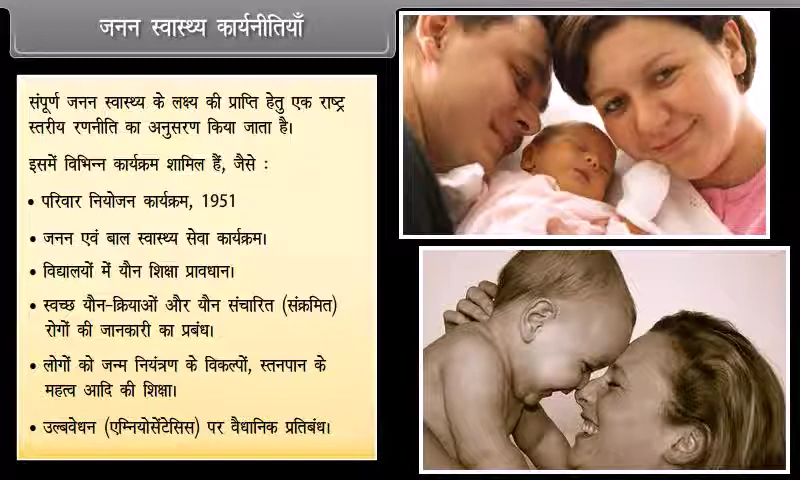 जनन स्वास्थ्य कार्यनीतियाँ
संपूर्ण जनन स्वास्थ्य के लक्ष्य की प्राप्ति हेतु एक राष्ट्र
स्तरीय रणनीति का अनुसरण किया जाता है।
इसमें विभिन्न कार्यक्रम शामिल हैं, जैसे :
• परिवार नियोजन कार्यक्रम, 1951
• जनन एवं बाल स्वास्थ्य सेवा कार्यक्रम।
• विद्यालयों में यौन शिक्षा प्रावधान।
• स्वच्छ यौन-क्रियाओं और यौन संचारित (संक्रमित)
रोगों की जानकारी का प्रबंध।
• लोगों को जन्म नियंत्रण के विकल्पों, स्तनपान के
महत्व आदि की शिक्षा।
• उल्बवेधन (एम्नियोसेंटेसिस) पर वैधानिक प्रतिबंध।